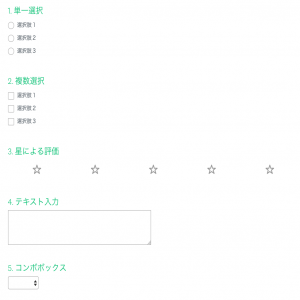 1. 単一選択
選択肢 1
選択肢 2
選択肢 3
2. 複数選択
選択肢 1
選択肢 2
選択肢 3
3. 星による評価
4. テキスト入力
5. コンボボックス